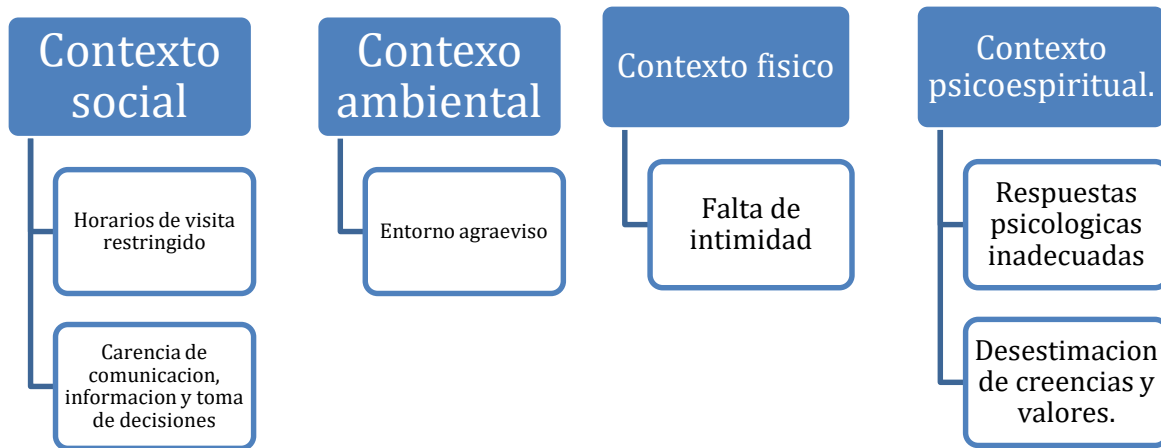 Contexto
social
Horarios de visita
restringido
Carencia de
comunicacion,
informacion y toma
de decisiones
Contexo
ambiental
Entorno agraeviso
Contexto fisico
Falta de
intimidad
Contexto
psicoespiritual.
Respuestas
psicologicas
inadecuadas
Desestimacion
de creencias y
valores.